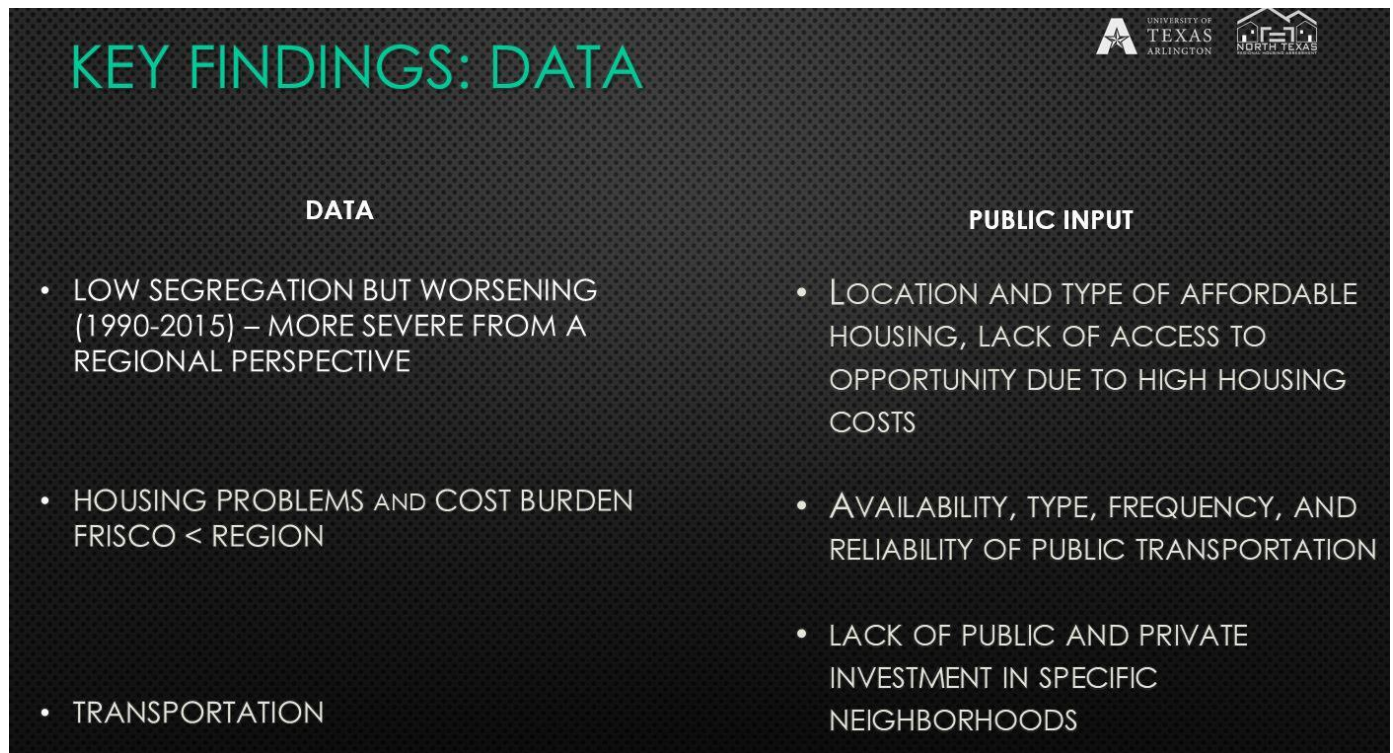 KEY FINDINGS: DATA
UNIVERSITY OF
TEXAS
ARLINGTON
NORTH TEXAS
REGIONAL HOUSING ASSESSMENT
DATA
• LOW SEGREGATION BUT WORSENING
(1990-2015) – MORE SEVERE FROM A
REGIONAL PERSPECTIVE
• HOUSING PROBLEMS AND COST BURDEN
FRISCO < REGION
• TRANSPORTATION
PUBLIC INPUT
• LOCATION AND TYPE OF AFFORDABLE
HOUSING, LACK OF ACCESS TO
OPPORTUNITY DUE TO HIGH HOUSING
COSTS
• AVAILABILITY, TYPE, FREQUENCY, AND
RELIABILITY OF PUBLIC TRANSPORTATION
• LACK OF PUBLIC AND PRIVATE
INVESTMENT IN SPECIFIC
NEIGHBORHOODS